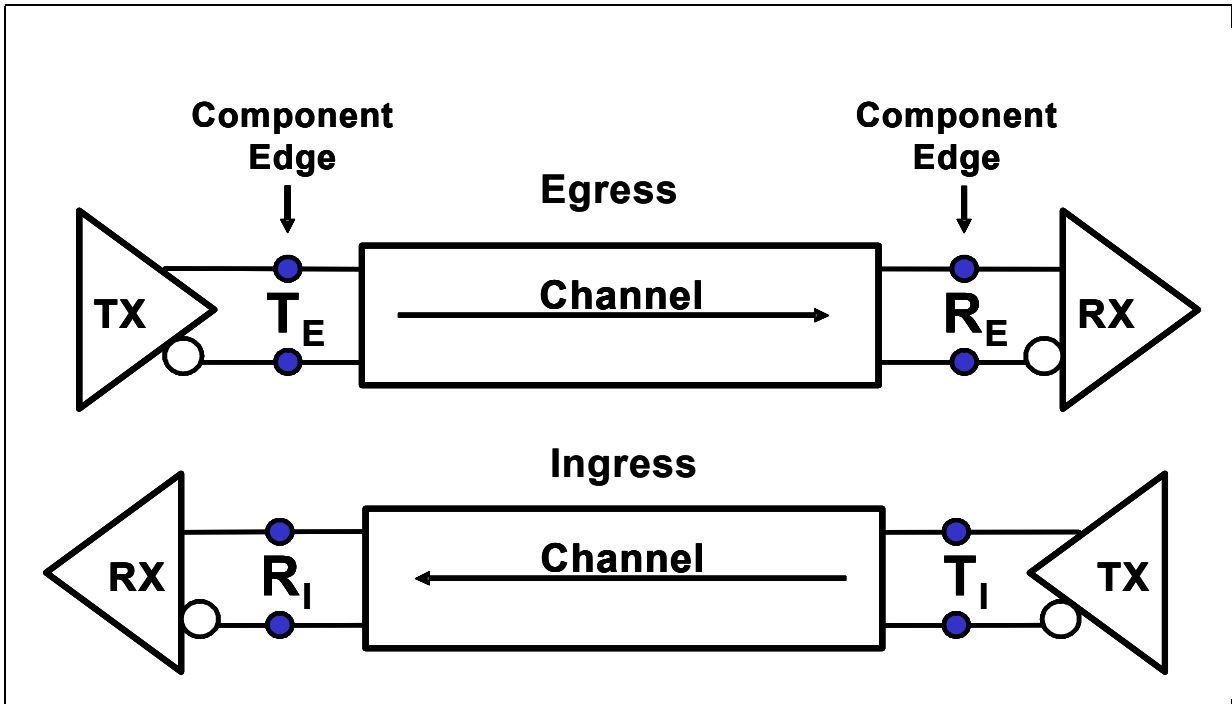 Component Edge
Component Edge
Egress
TX
T_E
Channel
R_E
RX
Ingress
RX
R_I
Channel
T_I
TX